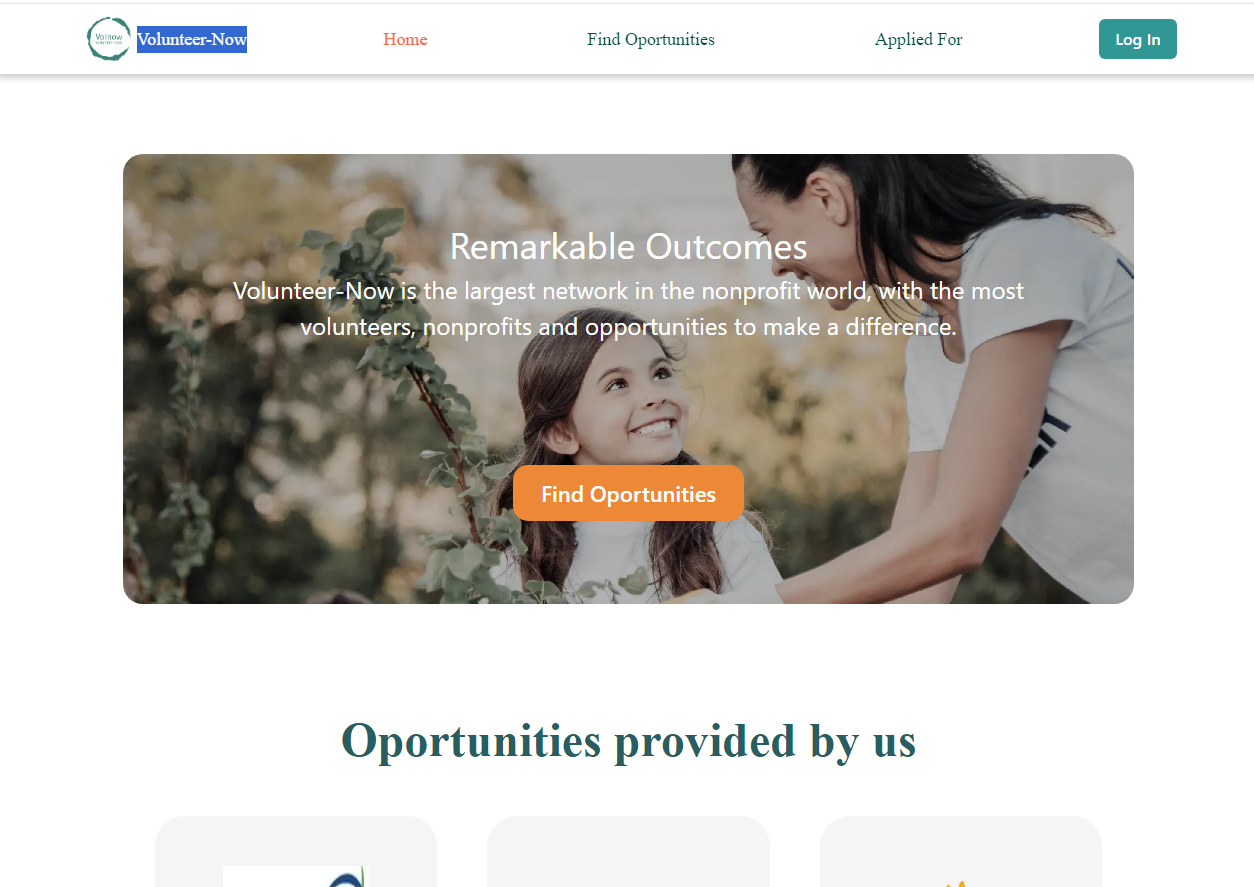 Volnow
Volunteer-Now
Home
Find Oportunities
Applied For
Log In
Remarkable Outcomes
Volunteer-Now is the largest network in the nonprofit world, with the most
volunteers, nonprofits and opportunities to make a difference.
Find Oportunities
Oportunities provided by us